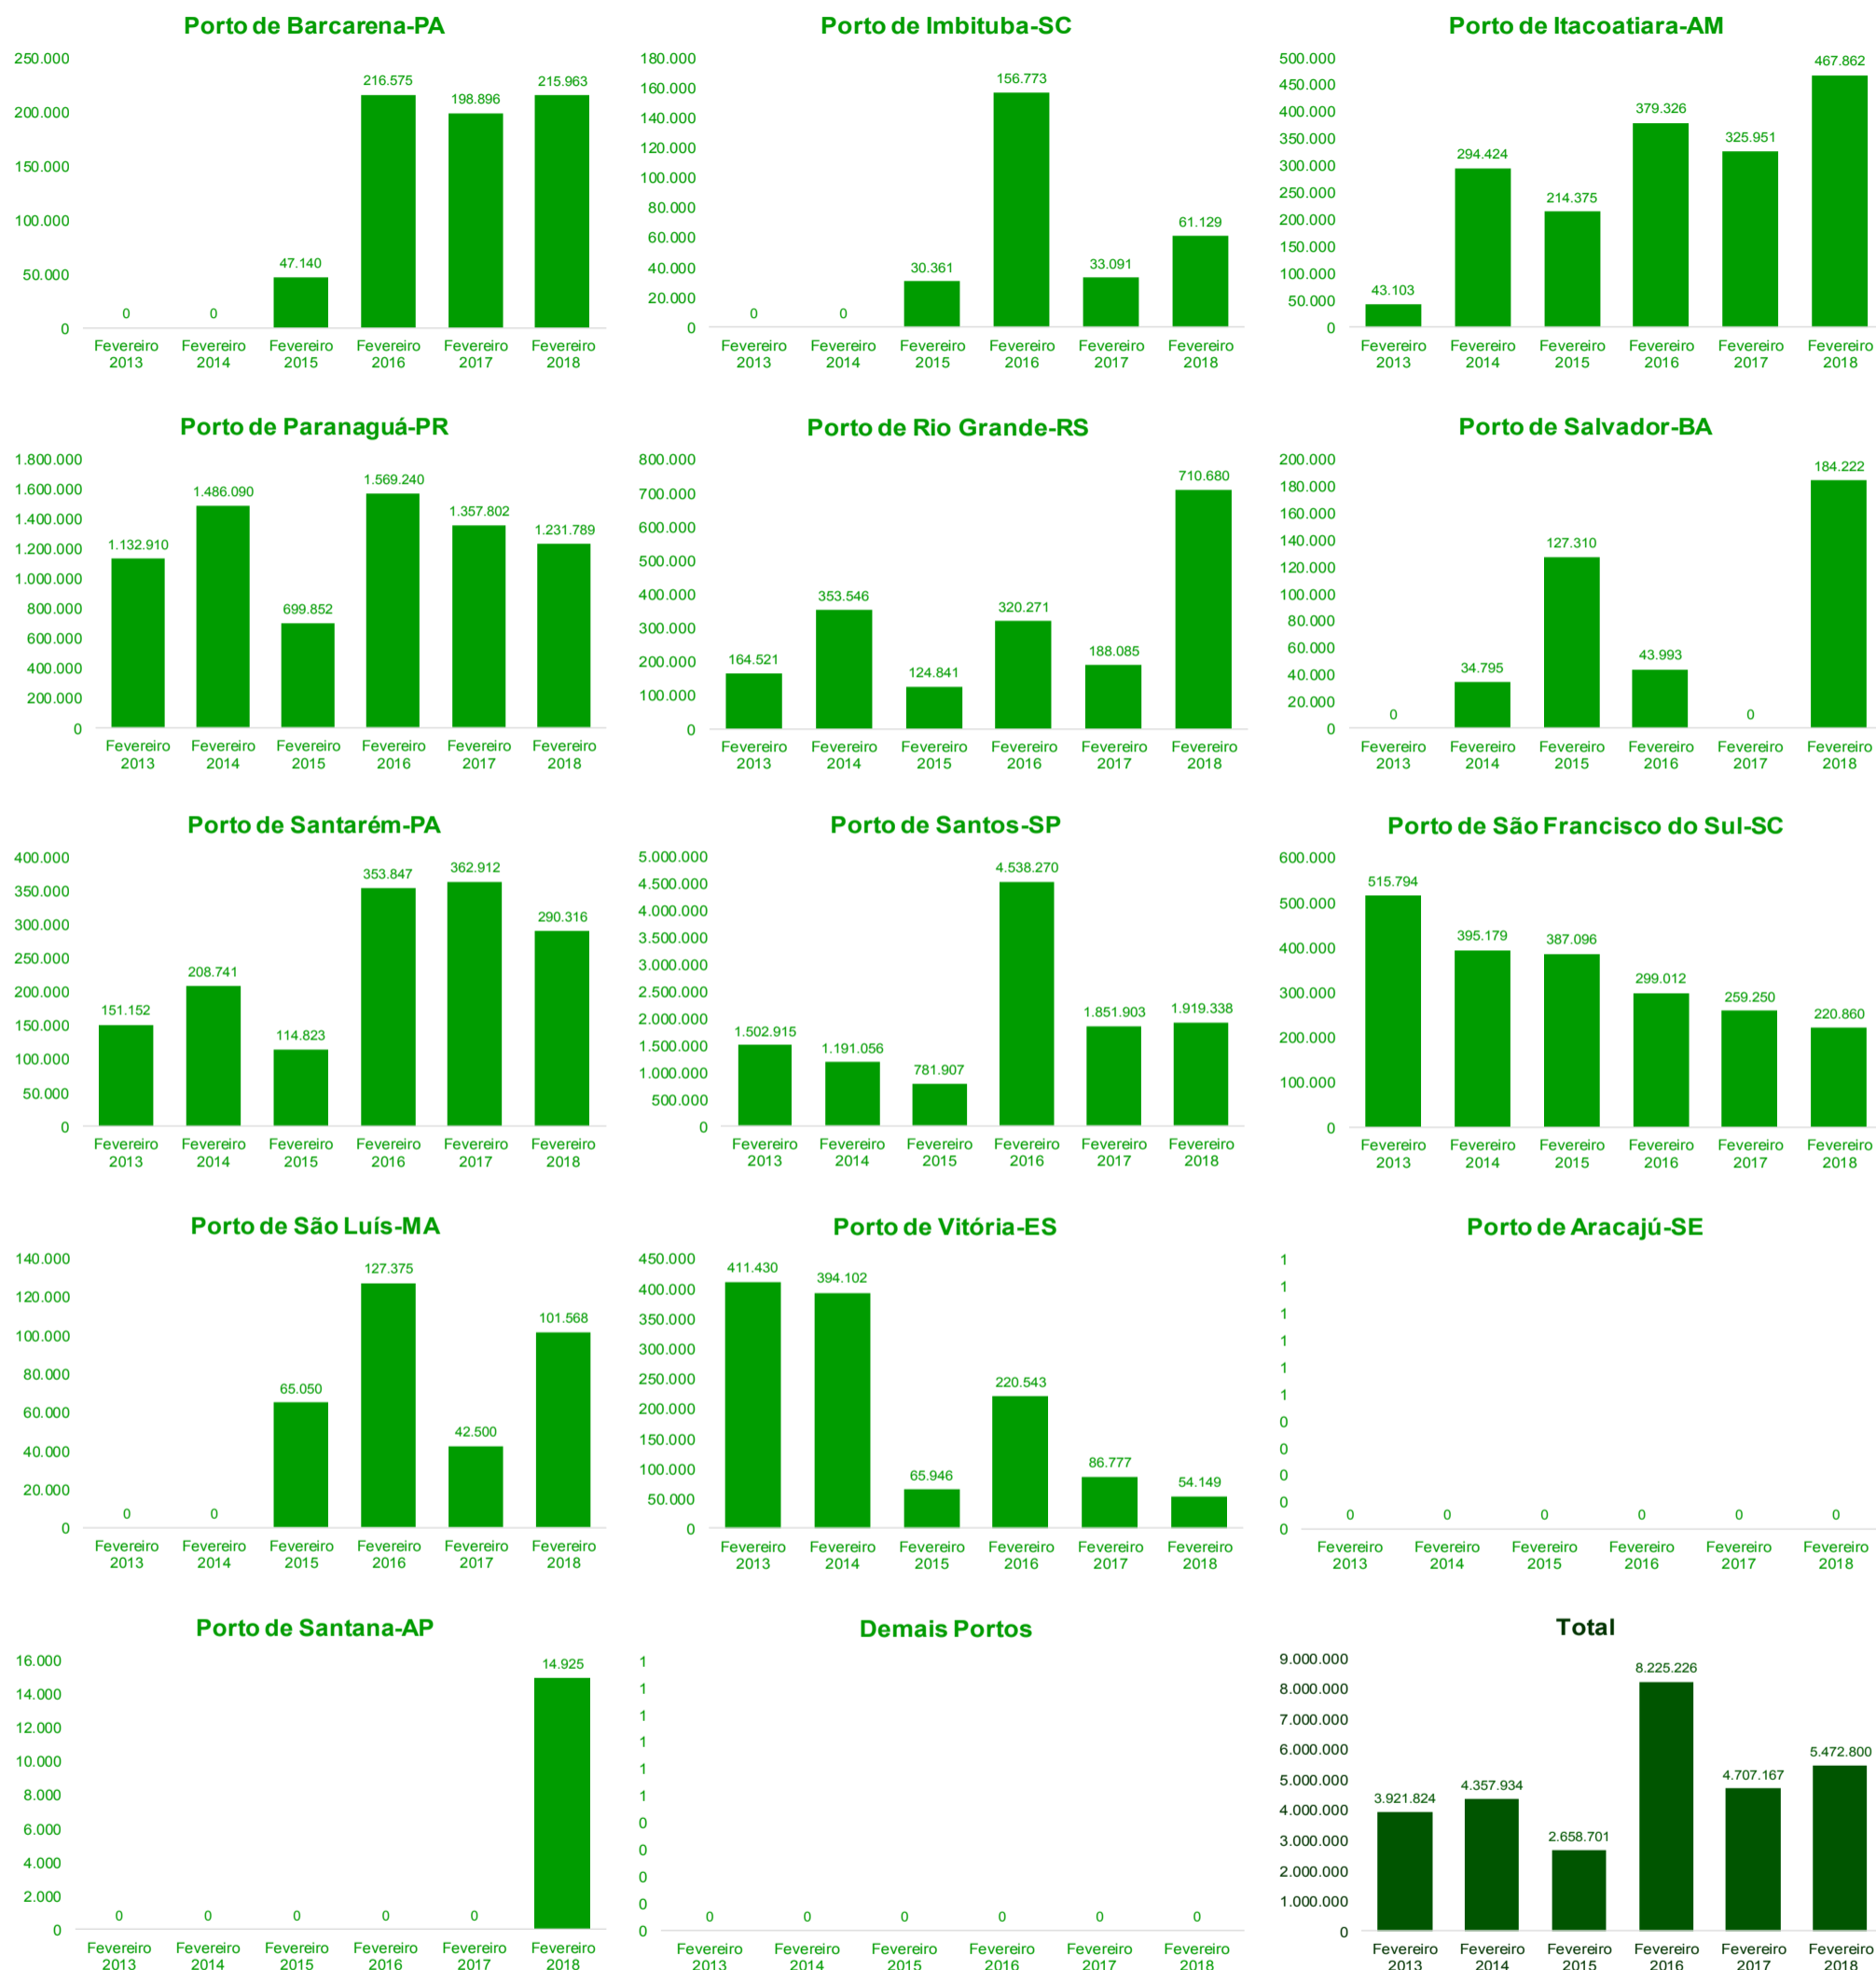 Porto de Barcarena-PA
250.000
200.000
150.000
100.000
50.000
0
0
0
47.140
216.575
198.896
215.963
Fevereiro 2013
Fevereiro 2014
Fevereiro 2015
Fevereiro 2016
Fevereiro 2017
Fevereiro 2018
Porto de Imbituba-SC
180.000
160.000
140.000
120.000
100.000
80.000
60.000
40.000
20.000
0
0
0
30.361
156.773
33.091
61.129
Fevereiro 2013
Fevereiro 2014
Fevereiro 2015
Fevereiro 2016
Fevereiro 2017
Fevereiro 2018
Porto de Itacoatiara-AM
500.000
450.000
400.000
350.000
300.000
250.000
200.000
150.000
100.000
50.000
0
43.103
294.424
214.375
379.326
325.951
467.862
Fevereiro 2013
Fevereiro 2014
Fevereiro 2015
Fevereiro 2016
Fevereiro 2017
Fevereiro 2018
Porto de Paranaguá-PR
1.800.000
1.600.000
1.400.000
1.200.000
1.000.000
800.000
600.000
400.000
200.000
0
1.132.910
1.486.090
699.852
1.569.240
1.357.802
1.231.789
Fevereiro 2013
Fevereiro 2014
Fevereiro 2015
Fevereiro 2016
Fevereiro 2017
Fevereiro 2018
Porto de Rio Grande-RS
800.000
700.000
600.000
500.000
400.000
300.000
200.000
100.000
0
164.521
353.546
124.841
320.271
188.085
710.680
Fevereiro 2013
Fevereiro 2014
Fevereiro 2015
Fevereiro 2016
Fevereiro 2017
Fevereiro 2018
Porto de Salvador-BA
200.000
180.000
160.000
140.000
120.000
100.000
80.000
60.000
40.000
20.000
0
0
34.795
127.310
43.993
0
184.222
Fevereiro 2013
Fevereiro 2014
Fevereiro 2015
Fevereiro 2016
Fevereiro 2017
Fevereiro 2018
Porto de Santarém-PA
400.000
350.000
300.000
250.000
200.000
150.000
100.000
50.000
0
151.152
208.741
114.823
353.847
362.912
290.316
Fevereiro 2013
Fevereiro 2014
Fevereiro 2015
Fevereiro 2016
Fevereiro 2017
Fevereiro 2018
Porto de Santos-SP
5.000.000
4.500.000
4.000.000
3.500.000
3.000.000
2.500.000
2.000.000
1.500.000
1.000.000
500.000
0
1.502.915
1.191.056
781.907
4.538.270
1.851.903
1.919.338
Fevereiro 2013
Fevereiro 2014
Fevereiro 2015
Fevereiro 2016
Fevereiro 2017
Fevereiro 2018
Porto de São Francisco do Sul-SC
600.000
500.000
400.000
300.000
200.000
100.000
0
515.794
395.179
387.096
299.012
259.250
220.860
Fevereiro 2013
Fevereiro 2014
Fevereiro 2015
Fevereiro 2016
Fevereiro 2017
Fevereiro 2018
Porto de São Luís-MA
140.000
120.000
100.000
80.000
60.000
40.000
20.000
0
0
0
65.050
127.375
42.500
101.568
Fevereiro 2013
Fevereiro 2014
Fevereiro 2015
Fevereiro 2016
Fevereiro 2017
Fevereiro 2018
Porto de Vitória-ES
450.000
400.000
350.000
300.000
250.000
200.000
150.000
100.000
50.000
0
411.430
394.102
65.946
220.543
86.777
54.149
Fevereiro 2013
Fevereiro 2014
Fevereiro 2015
Fevereiro 2016
Fevereiro 2017
Fevereiro 2018
Porto de Aracajú-SE
1
1
1
1
1
1
0
0
0
0
0
0
0
0
0
0
0
Fevereiro 2013
Fevereiro 2014
Fevereiro 2015
Fevereiro 2016
Fevereiro 2017
Fevereiro 2018
Porto de Santana-AP
16.000
14.000
12.000
10.000
8.000
6.000
4.000
2.000
0
0
0
0
0
0
14.925
Fevereiro 2013
Fevereiro 2014
Fevereiro 2015
Fevereiro 2016
Fevereiro 2017
Fevereiro 2018
Demais Portos
1
1
1
1
1
1
0
0
0
0
0
0
0
0
0
0
0
Fevereiro 2013
Fevereiro 2014
Fevereiro 2015
Fevereiro 2016
Fevereiro 2017
Fevereiro 2018
Total
9.000.000
8.000.000
7.000.000
6.000.000
5.000.000
4.000.000
3.000.000
2.000.000
1.000.000
0
3.921.824
4.357.934
2.658.701
8.225.226
4.707.167
5.472.800
Fevereiro 2013
Fevereiro 2014
Fevereiro 2015
Fevereiro 2016
Fevereiro 2017
Fevereiro 2018